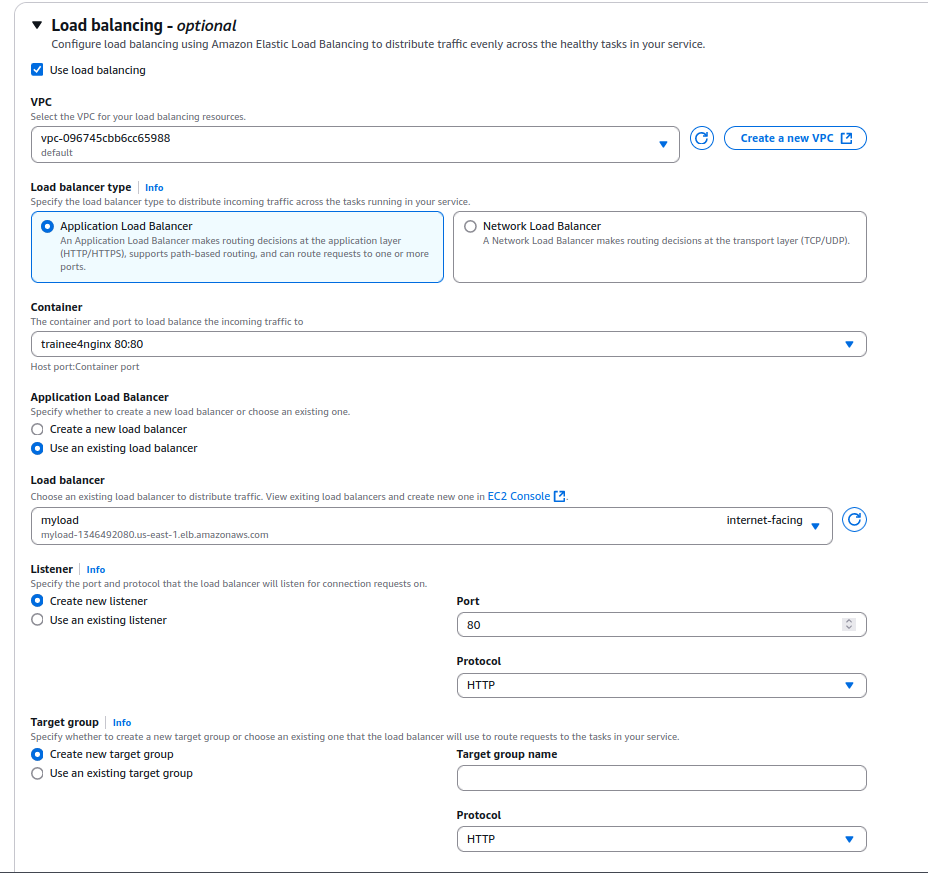 Load balancing - optional
Configure load balancing using Amazon Elastic Load Balancing to distribute traffic evenly across the healthy tasks in your service.
Use load balancing
VPC
Select the VPC for your load balancing resources.
vpc-096745cbb6cc65988
default
Create a new VPC
Load balancer type Info
Specify the load balancer type to distribute incoming traffic across the tasks running in your service.
Application Load Balancer
An Application Load Balancer makes routing decisions at the application layer
(HTTP/HTTPS), supports path-based routing, and can route requests to one or more
ports.
Network Load Balancer
A Network Load Balancer makes routing decisions at the transport layer (TCP/UDP).
Container
The container and port to load balance the incoming traffic to
trainee4nginx 80:80
Host port:Container port
Application Load Balancer
Specify whether to create a new load balancer or choose an existing one.
Create a new load balancer
Use an existing load balancer
Load balancer
Choose an existing load balancer to distribute traffic. View exiting load balancers and create new one in EC2 Console.
myload
myload-1346492080.us-east-1.elb.amazonaws.com
internet-facing
Listener Info
Specify the port and protocol that the load balancer will listen for connection requests on.
Create new listener
Use an existing listener
Port
80
Protocol
HTTP
Target group Info
Specify whether to create a new target group or choose an existing one that the load balancer will use to route requests to the tasks in your service.
Create new target group
Use an existing target group
Target group name
Protocol
HTTP